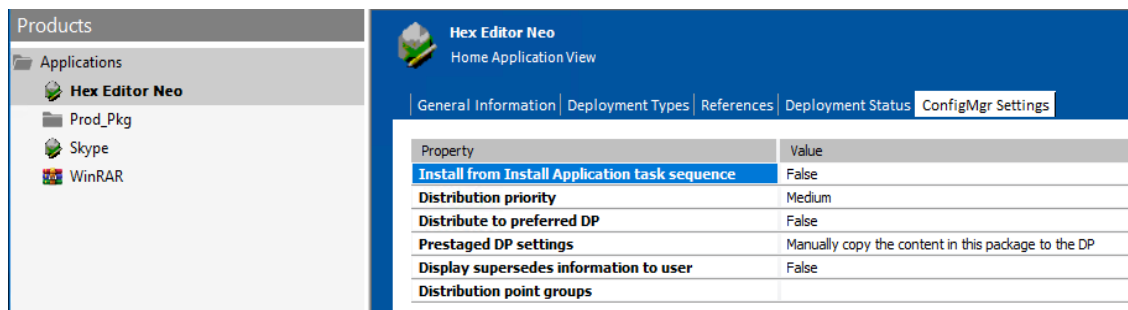 Products
Applications
Hex Editor Neo
Prod_Pkg
Skype
WinRAR
Hex Editor Neo
Home Application View
General Information Deployment Types References Deployment Status ConfigMgr Settings
Property Value
Install from Install Application task sequence False
Distribution priority Medium
Distribute to preferred DP False
Prestaged DP settings Manually copy the content in this package to the DP
Display supersedes information to user False
Distribution point groups